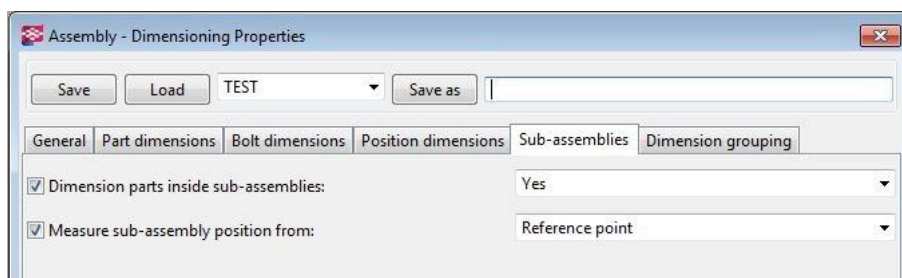 Assembly - Dimensioning Properties
Save Load TEST Save as
General Part dimensions Bolt dimensions Position dimensions Sub-assemblies Dimension grouping
Dimension parts inside sub-assemblies: Yes
Measure sub-assembly position from: Reference point